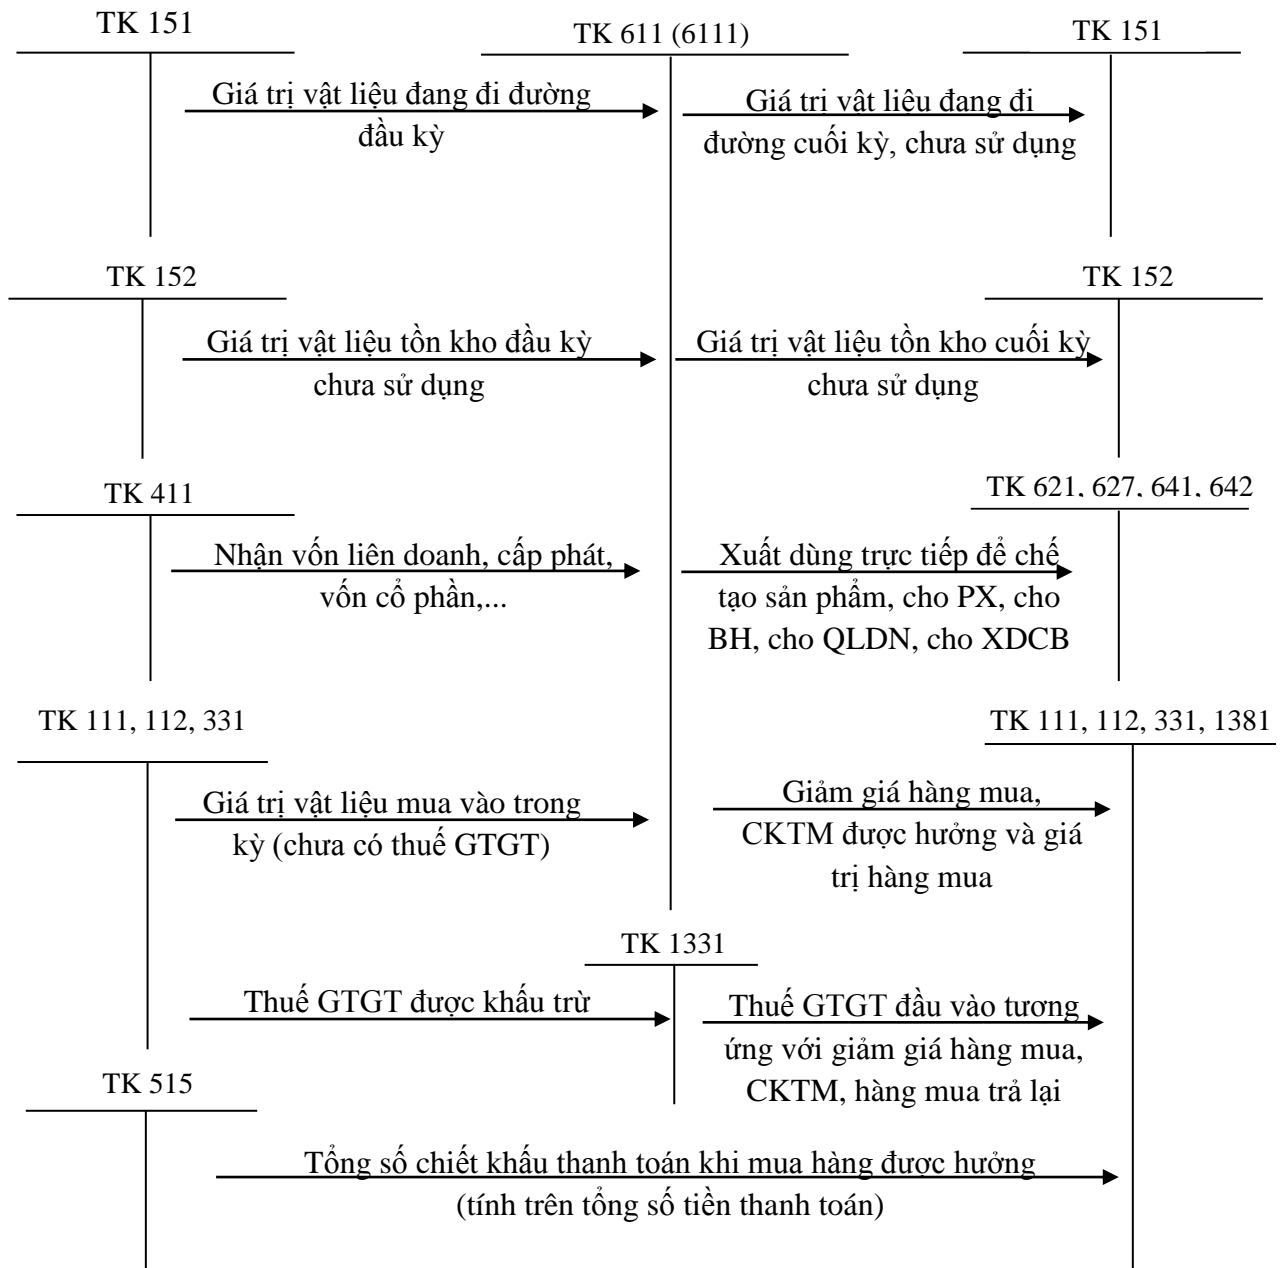 TK 151
TK 611 (6111)
TK 151
Giá trị vật liệu đang đi đường
đầu kỳ
Giá trị vật liệu đang đi
đường cuối kỳ, chưa sử dụng
TK 152
TK 152
Giá trị vật liệu tồn kho đầu kỳ
chưa sử dụng
Giá trị vật liệu tồn kho cuối kỳ
chưa sử dụng
TK 411
TK 621, 627, 641, 642
Nhận vốn liên doanh, cấp phát,
vốn cổ phần,...
Xuất dùng trực tiếp để chế
tạo sản phẩm, cho PX, cho
BH, cho QLDN, cho XDCB
TK 111, 112, 331
TK 111, 112, 331, 1381
Giá trị vật liệu mua vào trong
kỳ (chưa có thuế GTGT)
Giảm giá hàng mua,
CKTM được hưởng và giá
trị hàng mua
TK 1331
Thuế GTGT được khấu trừ
Thuế GTGT đầu vào tương
ứng với giảm giá hàng mua,
CKTM, hàng mua trả lại
TK 515
Tổng số chiết khấu thanh toán khi mua hàng được hưởng
(tính trên tổng số tiền thanh toán)